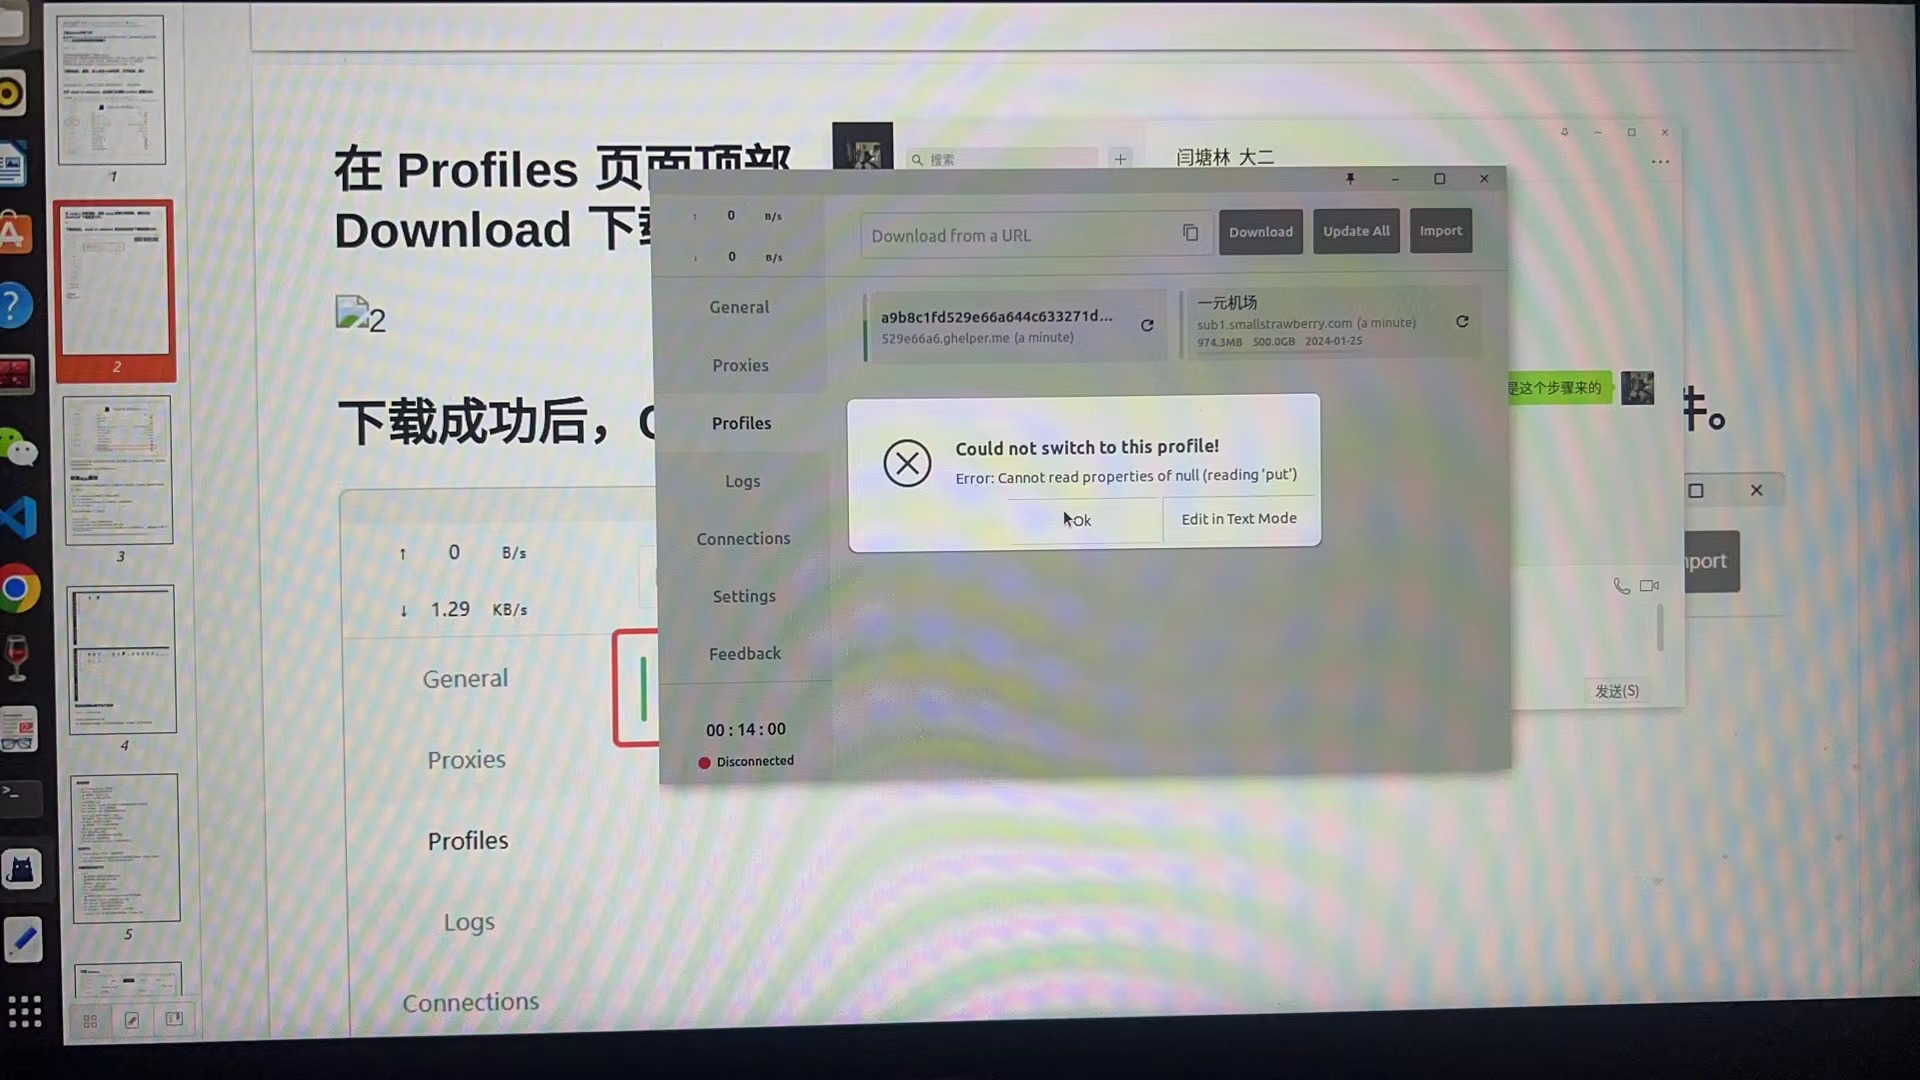 1
2
3
4
5
在 Profiles 页面顶部
Download 下载
2
下载成功后，C
件。
↑ 0 B/s
↓ 1.29 KB/s
General
Proxies
Profiles
Logs
Connections
搜索
闫塘林 大二
是这个步骤来的
发送(S)
port
↑ 0 B/s
↓ 0 B/s
General
Proxies
Profiles
Logs
Connections
Settings
Feedback
00 : 14 : 00
Disconnected
Download from a URL
Download
Update All
Import
a9b8c1fd529e66a644c633271d...
529e66a6.ghelper.me (a minute)
一元机场
sub1.smallstrawberry.com (a minute)
974.3MB 500.0GB 2024-01-25
Could not switch to this profile!
Error: Cannot read properties of null (reading 'put')
Ok
Edit in Text Mode